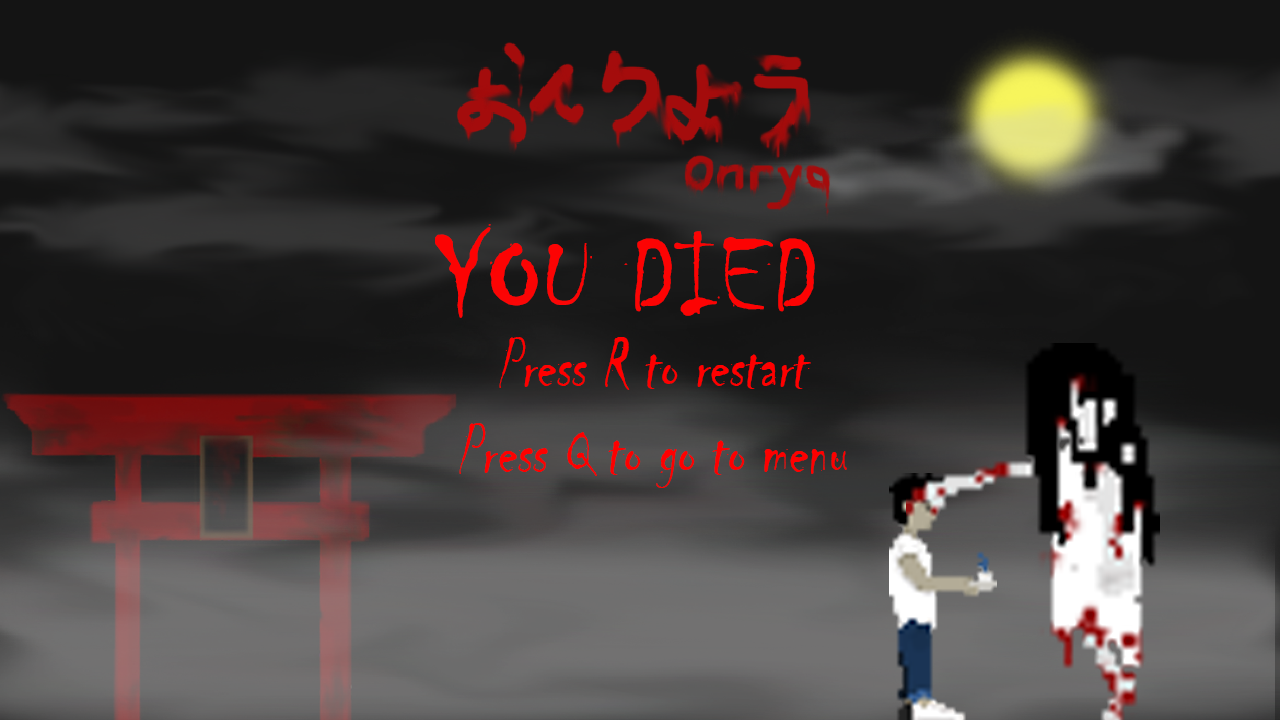 おんりょう
Onryo
YOU DIED
Press R to restart
Press Q to go to menu